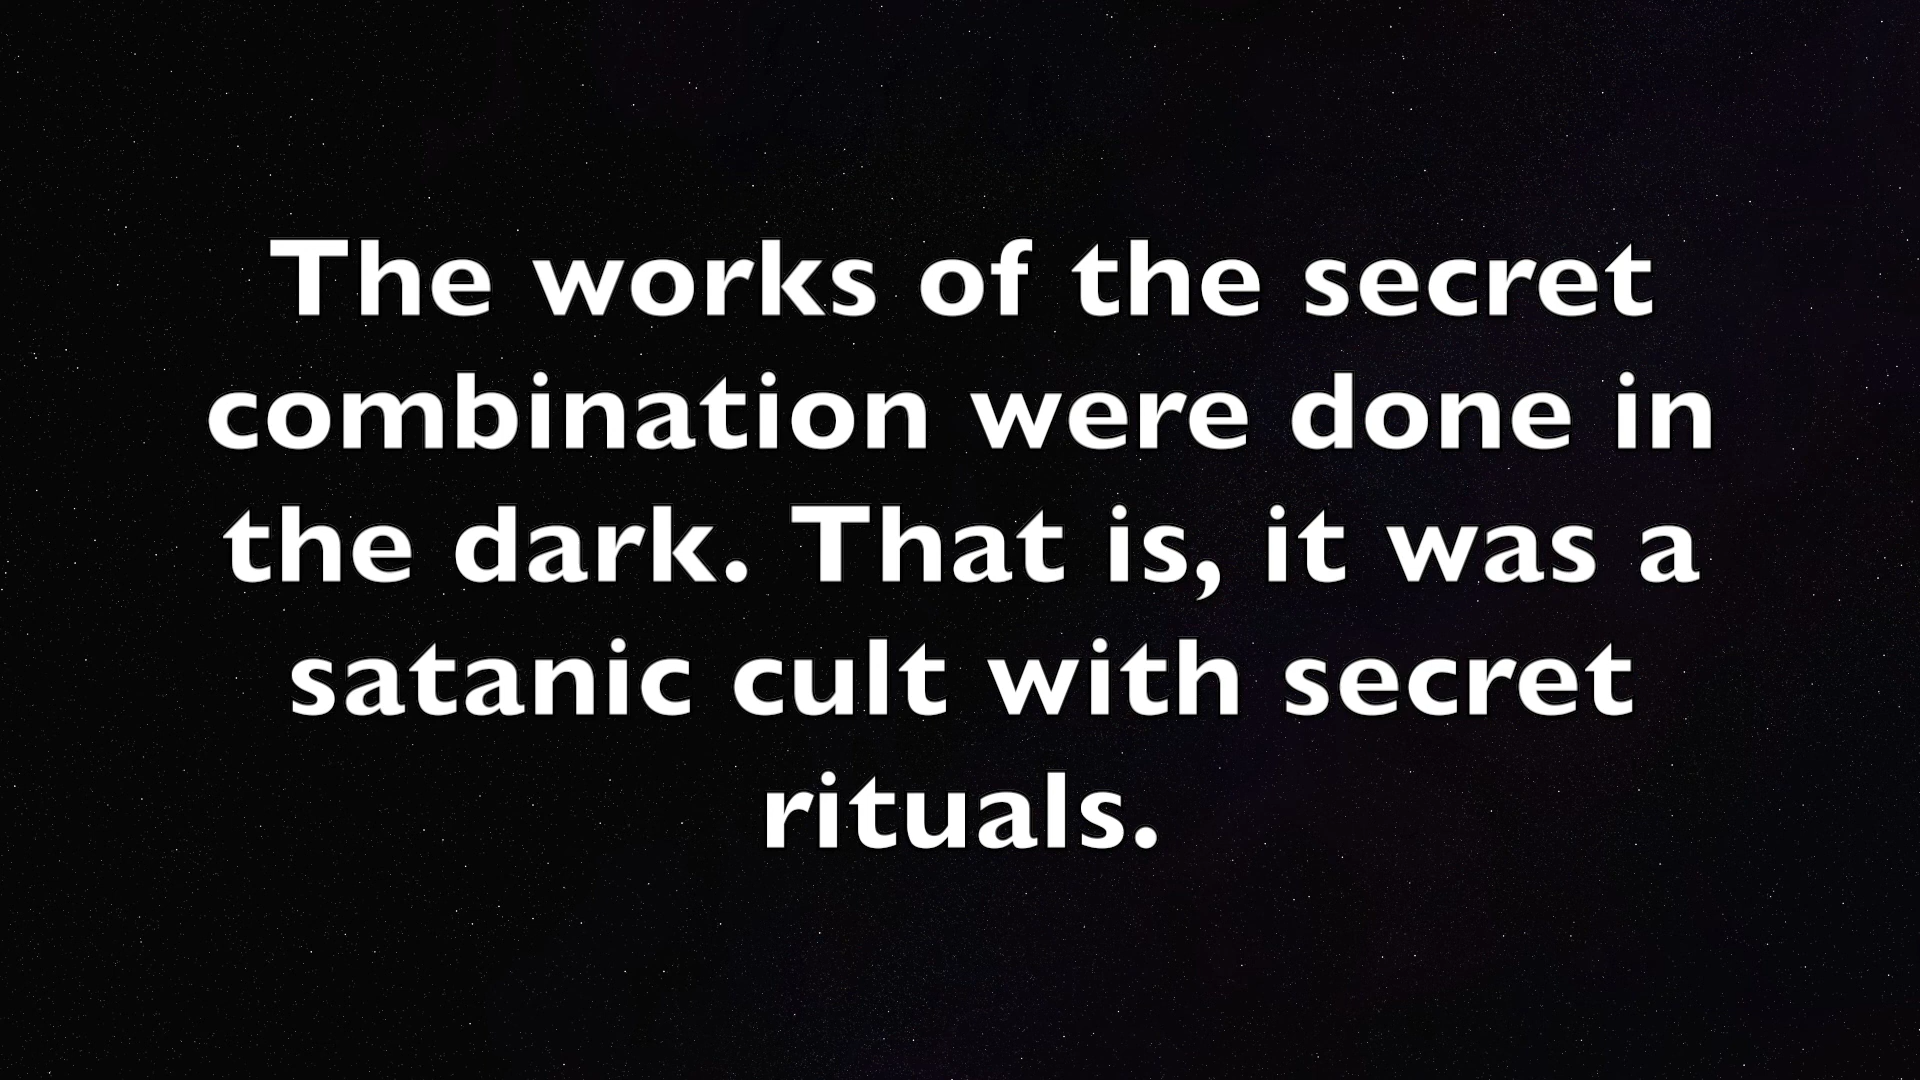 The works of the secret
combination were done in
the dark. That is, it was a
satanic cult with secret
rituals.